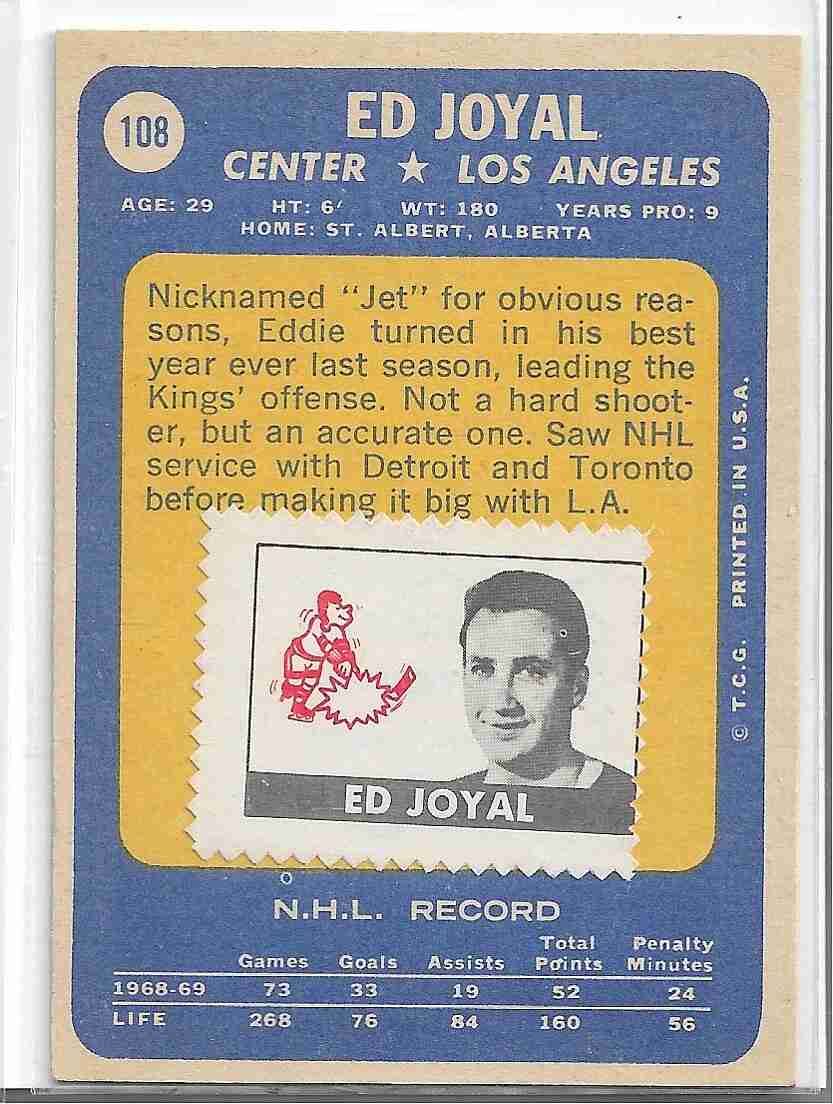 108
ED JOYAL
CENTER ★ LOS ANGELES
AGE: 29 HT: 6′ WT: 180 YEARS PRO: 9
HOME: ST. ALBERT, ALBERTA
Nicknamed "Jet" for obvious rea-
sons, Eddie turned in his best
year ever last season, leading the
Kings' offense. Not a hard shoot-
er, but an accurate one. Saw NHL
service with Detroit and Toronto
before making it big with L.A.
ED JOYAL
© T.C.G. PRINTED IN U.S.A.
N.H.L. RECORD
Games Goals Assists Total Points Penalty Minutes
1968-69 73 33 19 52 24
LIFE 268 76 84 160 56